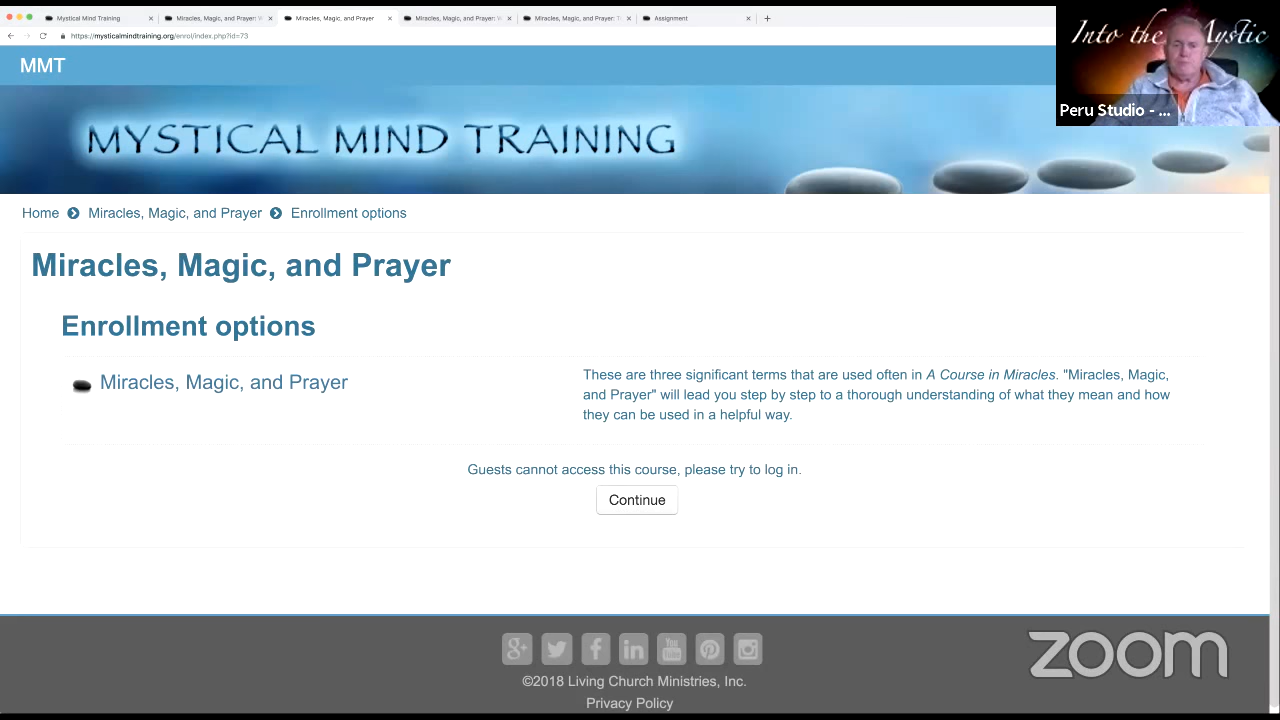 Mystical Mind Training
Miracles, Magic, and Prayer: W
Miracles, Magic, and Prayer
Miracles, Magic, and Prayer: W
Miracles, Magic, and Prayer: T
Assignment
https://mysticalmindtraining.org/enrol/index.php?id=73
Into the Mystic
Peru Studio - ...
MMT
MYSTICAL MIND TRAINING
Home Miracles, Magic, and Prayer Enrollment options
Miracles, Magic, and Prayer
Enrollment options
Miracles, Magic, and Prayer
These are three significant terms that are used often in A Course in Miracles. "Miracles, Magic,
and Prayer" will lead you step by step to a thorough understanding of what they mean and how
they can be used in a helpful way.
Guests cannot access this course, please try to log in.
Continue
g+ in You Tube
zoom
©2018 Living Church Ministries, Inc.
Privacy Policy